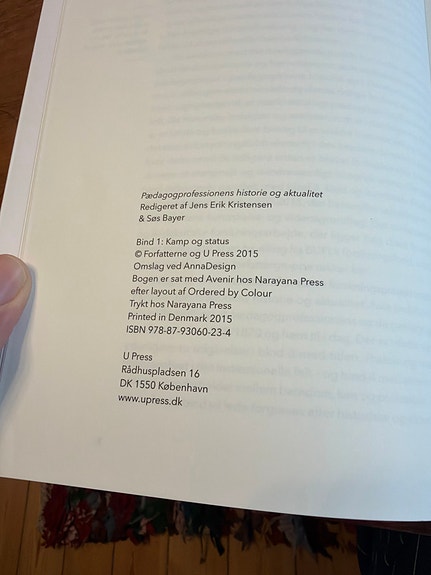 Pædagogprofessionens historie og aktualitet
Redigeret af Jens Erik Kristensen
& Søs Bayer
Bind 1: Kamp og status
© Forfatterne og U Press 2015
Omslag ved AnnaDesign
Bogen er sat med Avenir hos Narayana Press
efter layout af Ordered by Colour
Trykt hos Narayana Press
Printed in Denmark 2015
ISBN 978-87-93060-23-4
U Press
Rådhuspladsen 16
DK 1550 København
www.upress.dk